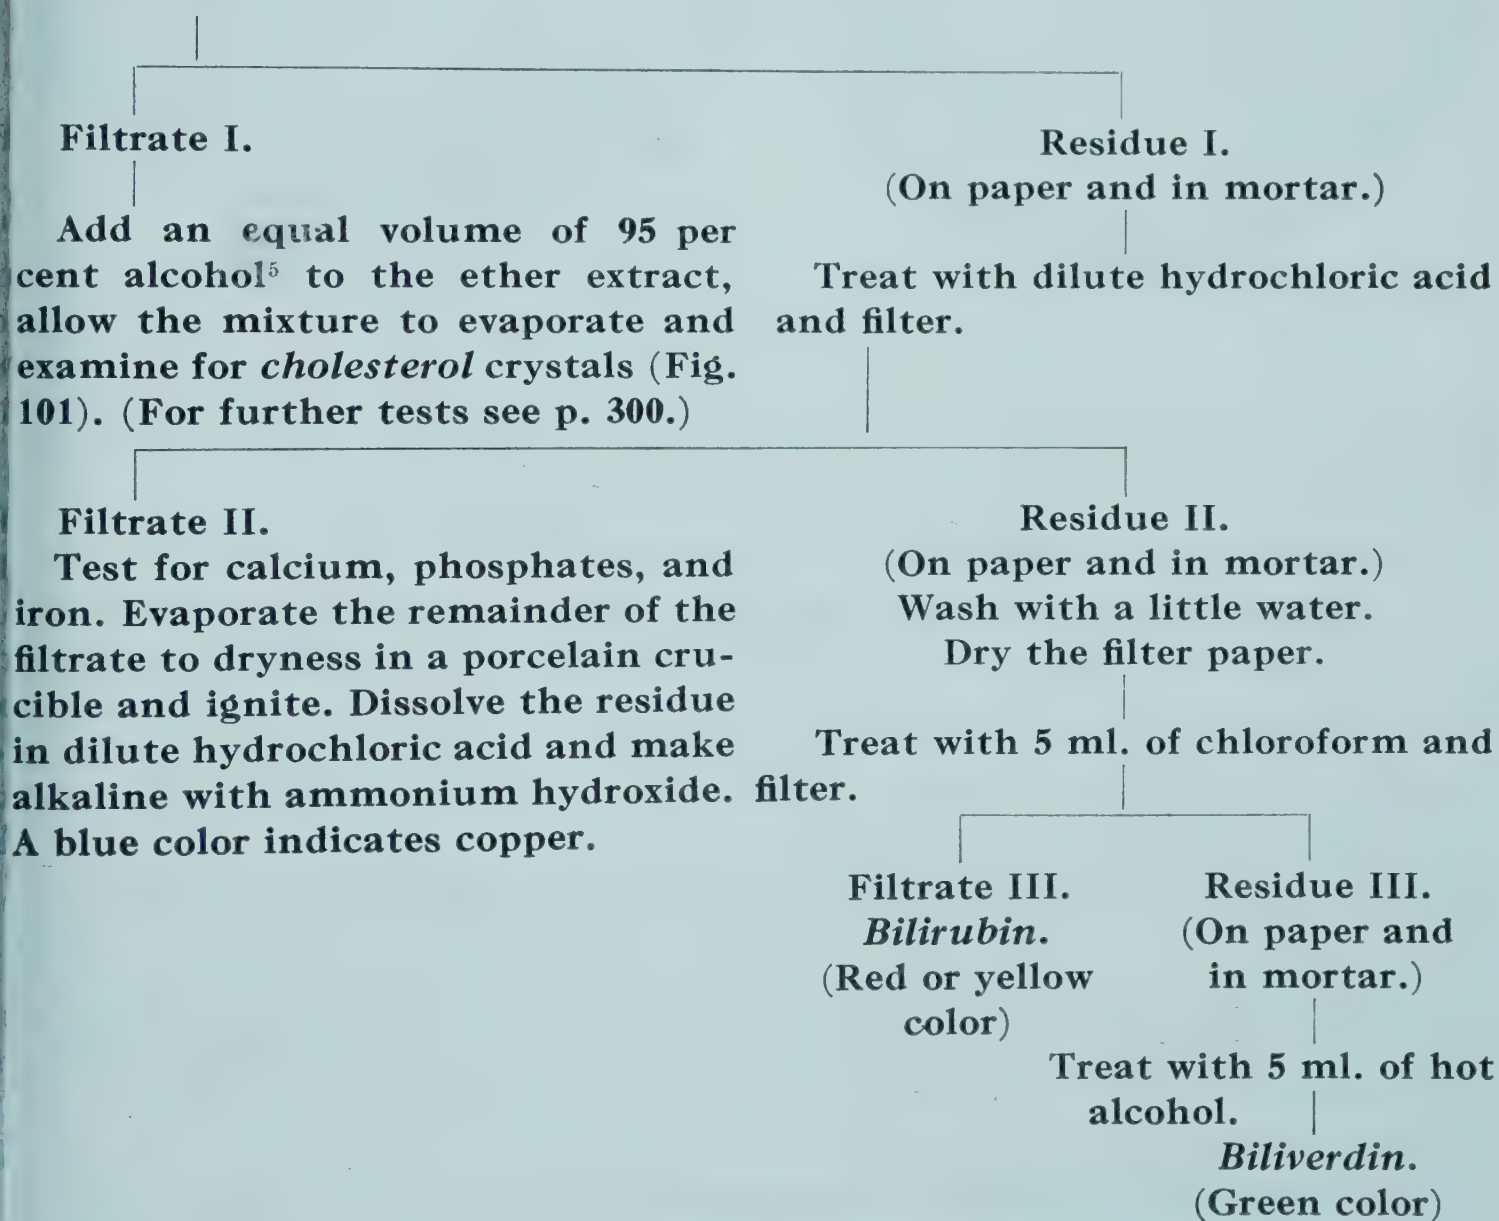 Filtrate I.
Add an equal volume of 95 per
cent alcohol⁵ to the ether extract,
allow the mixture to evaporate and
examine for cholesterol crystals (Fig.
101). (For further tests see p. 300.)
Residue I.
(On paper and in mortar.)
Treat with dilute hydrochloric acid
and filter.
Filtrate II.
Test for calcium, phosphates, and
iron. Evaporate the remainder of the
filtrate to dryness in a porcelain cru-
cible and ignite. Dissolve the residue
in dilute hydrochloric acid and make
alkaline with ammonium hydroxide.
A blue color indicates copper.
Residue II.
(On paper and in mortar.)
Wash with a little water.
Dry the filter paper.
Treat with 5 ml. of chloroform and
filter.
Filtrate III.
Bilirubin.
(Red or yellow
color)
Residue III.
(On paper and
in mortar.)
Treat with 5 ml. of hot
alcohol.
Biliverdin.
(Green color)